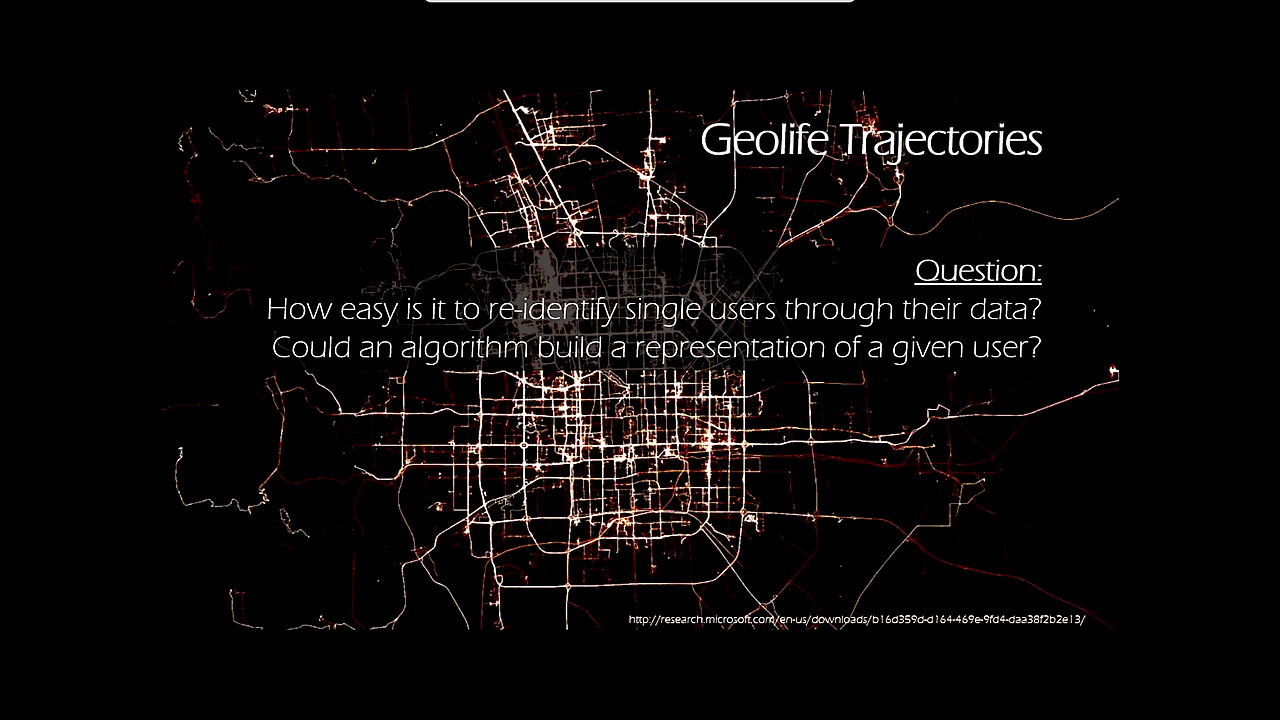 Geolife Trajectories
Question:
How easy is it to re-identify single users through their data?
Could an algorithm build a representation of a given user?
http://research.microsoft.com/en-us/downloads/b16d359d-d164-469e-9fd4-daa38f2b2e13/